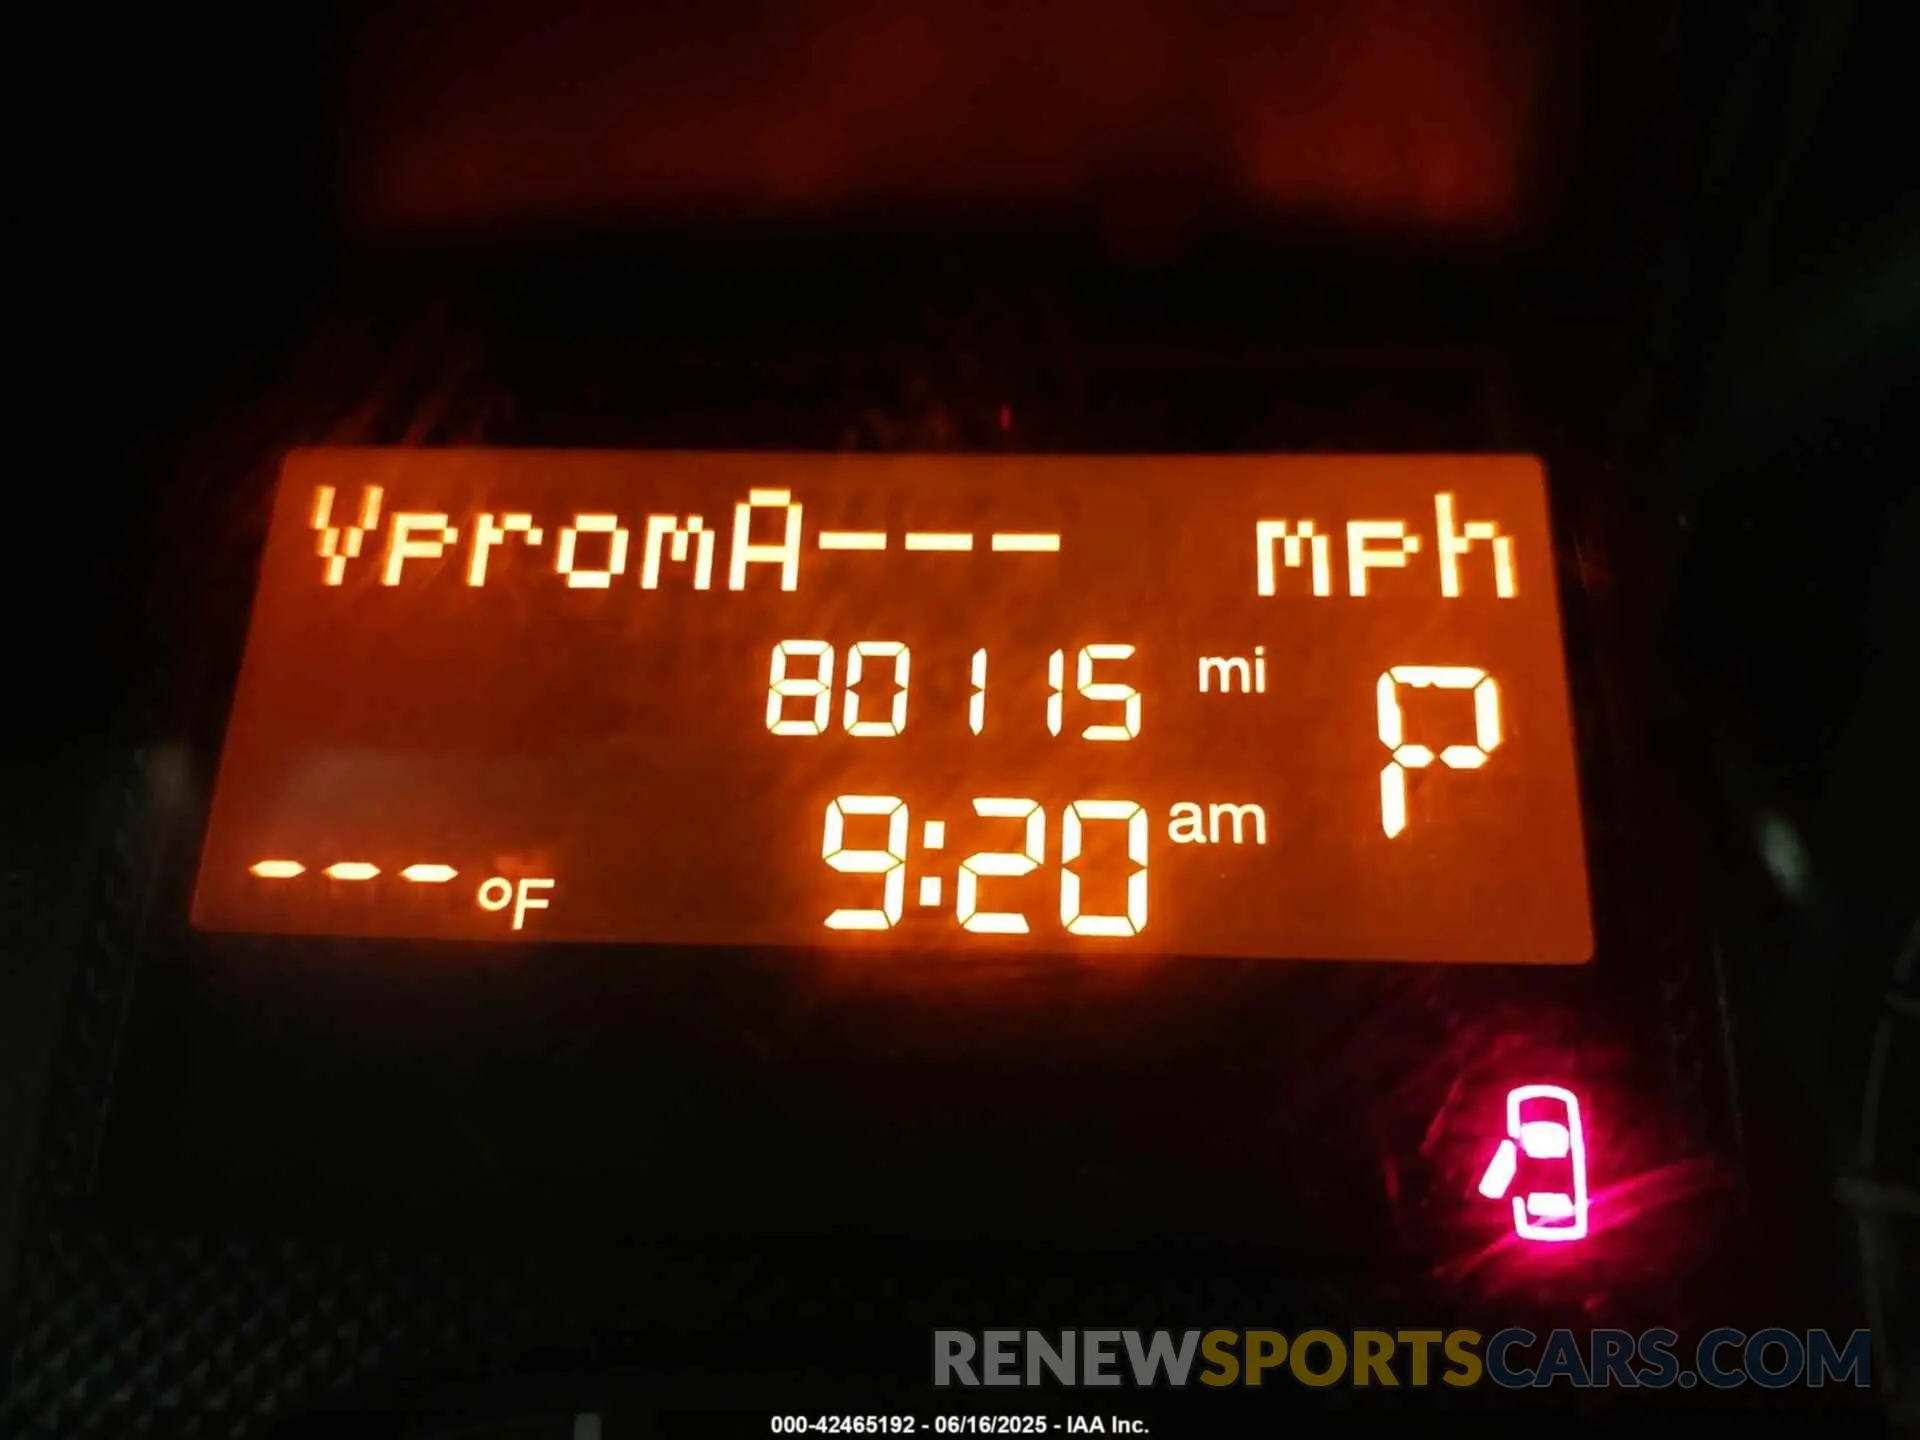 VpromA--- mph
80115 mi
P
9:20 am
---°F
RENEWSPORTSCARS.COM
000-42465192 - 06/16/2025 - IAA Inc.